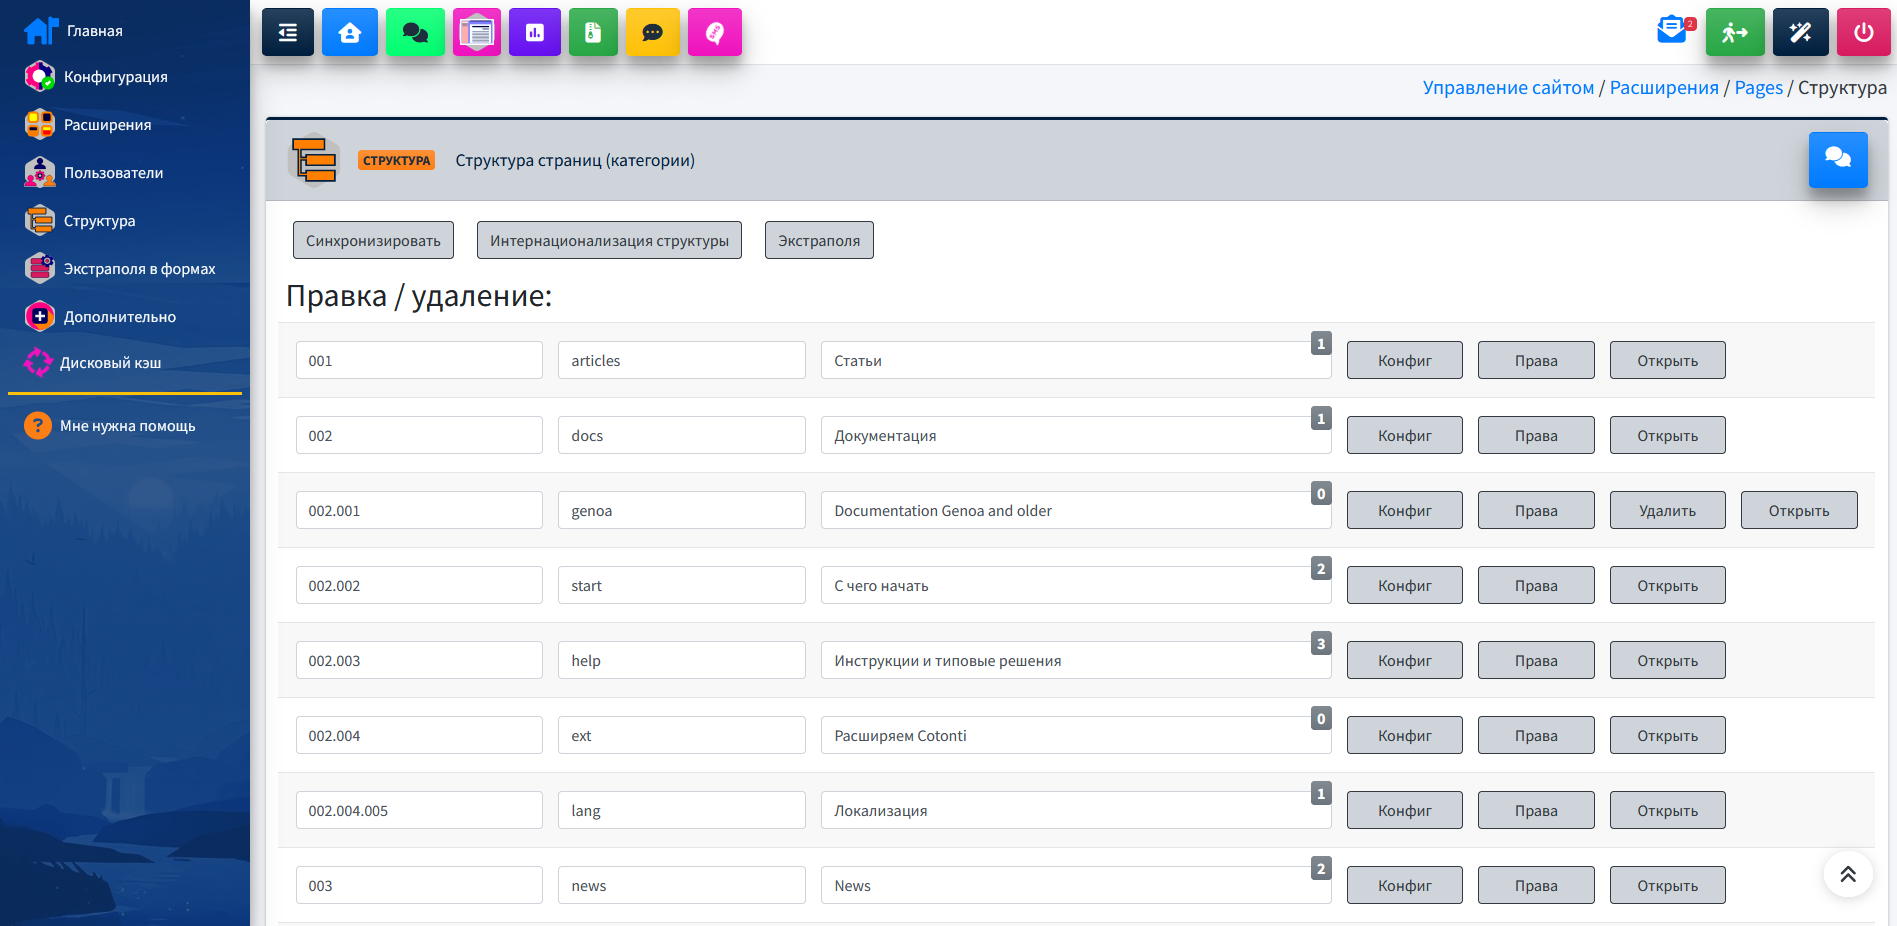 Главная
Конфигурация
Расширения
Пользователи
Структура
Экстраполя в формах
Дополнительно
Дисковый кэш
? Мне нужна помощь
2
Управление сайтом / Расширения / Pages / Структура
СТРУКТУРА Структура страниц (категории)
Синхронизировать Интернационализация структуры Экстраполя
Правка / удаление:
001 articles Статьи 1 Конфиг Права Открыть
002 docs Документация 1 Конфиг Права Открыть
002.001 genoa Documentation Genoa and older 0 Конфиг Права Удалить Открыть
002.002 start С чего начать 2 Конфиг Права Открыть
002.003 help Инструкции и типовые решения 3 Конфиг Права Открыть
002.004 ext Расширяем Cotonti 0 Конфиг Права Открыть
002.004.005 lang Локализация 1 Конфиг Права Открыть
003 news News 2 Конфиг Права Открыть